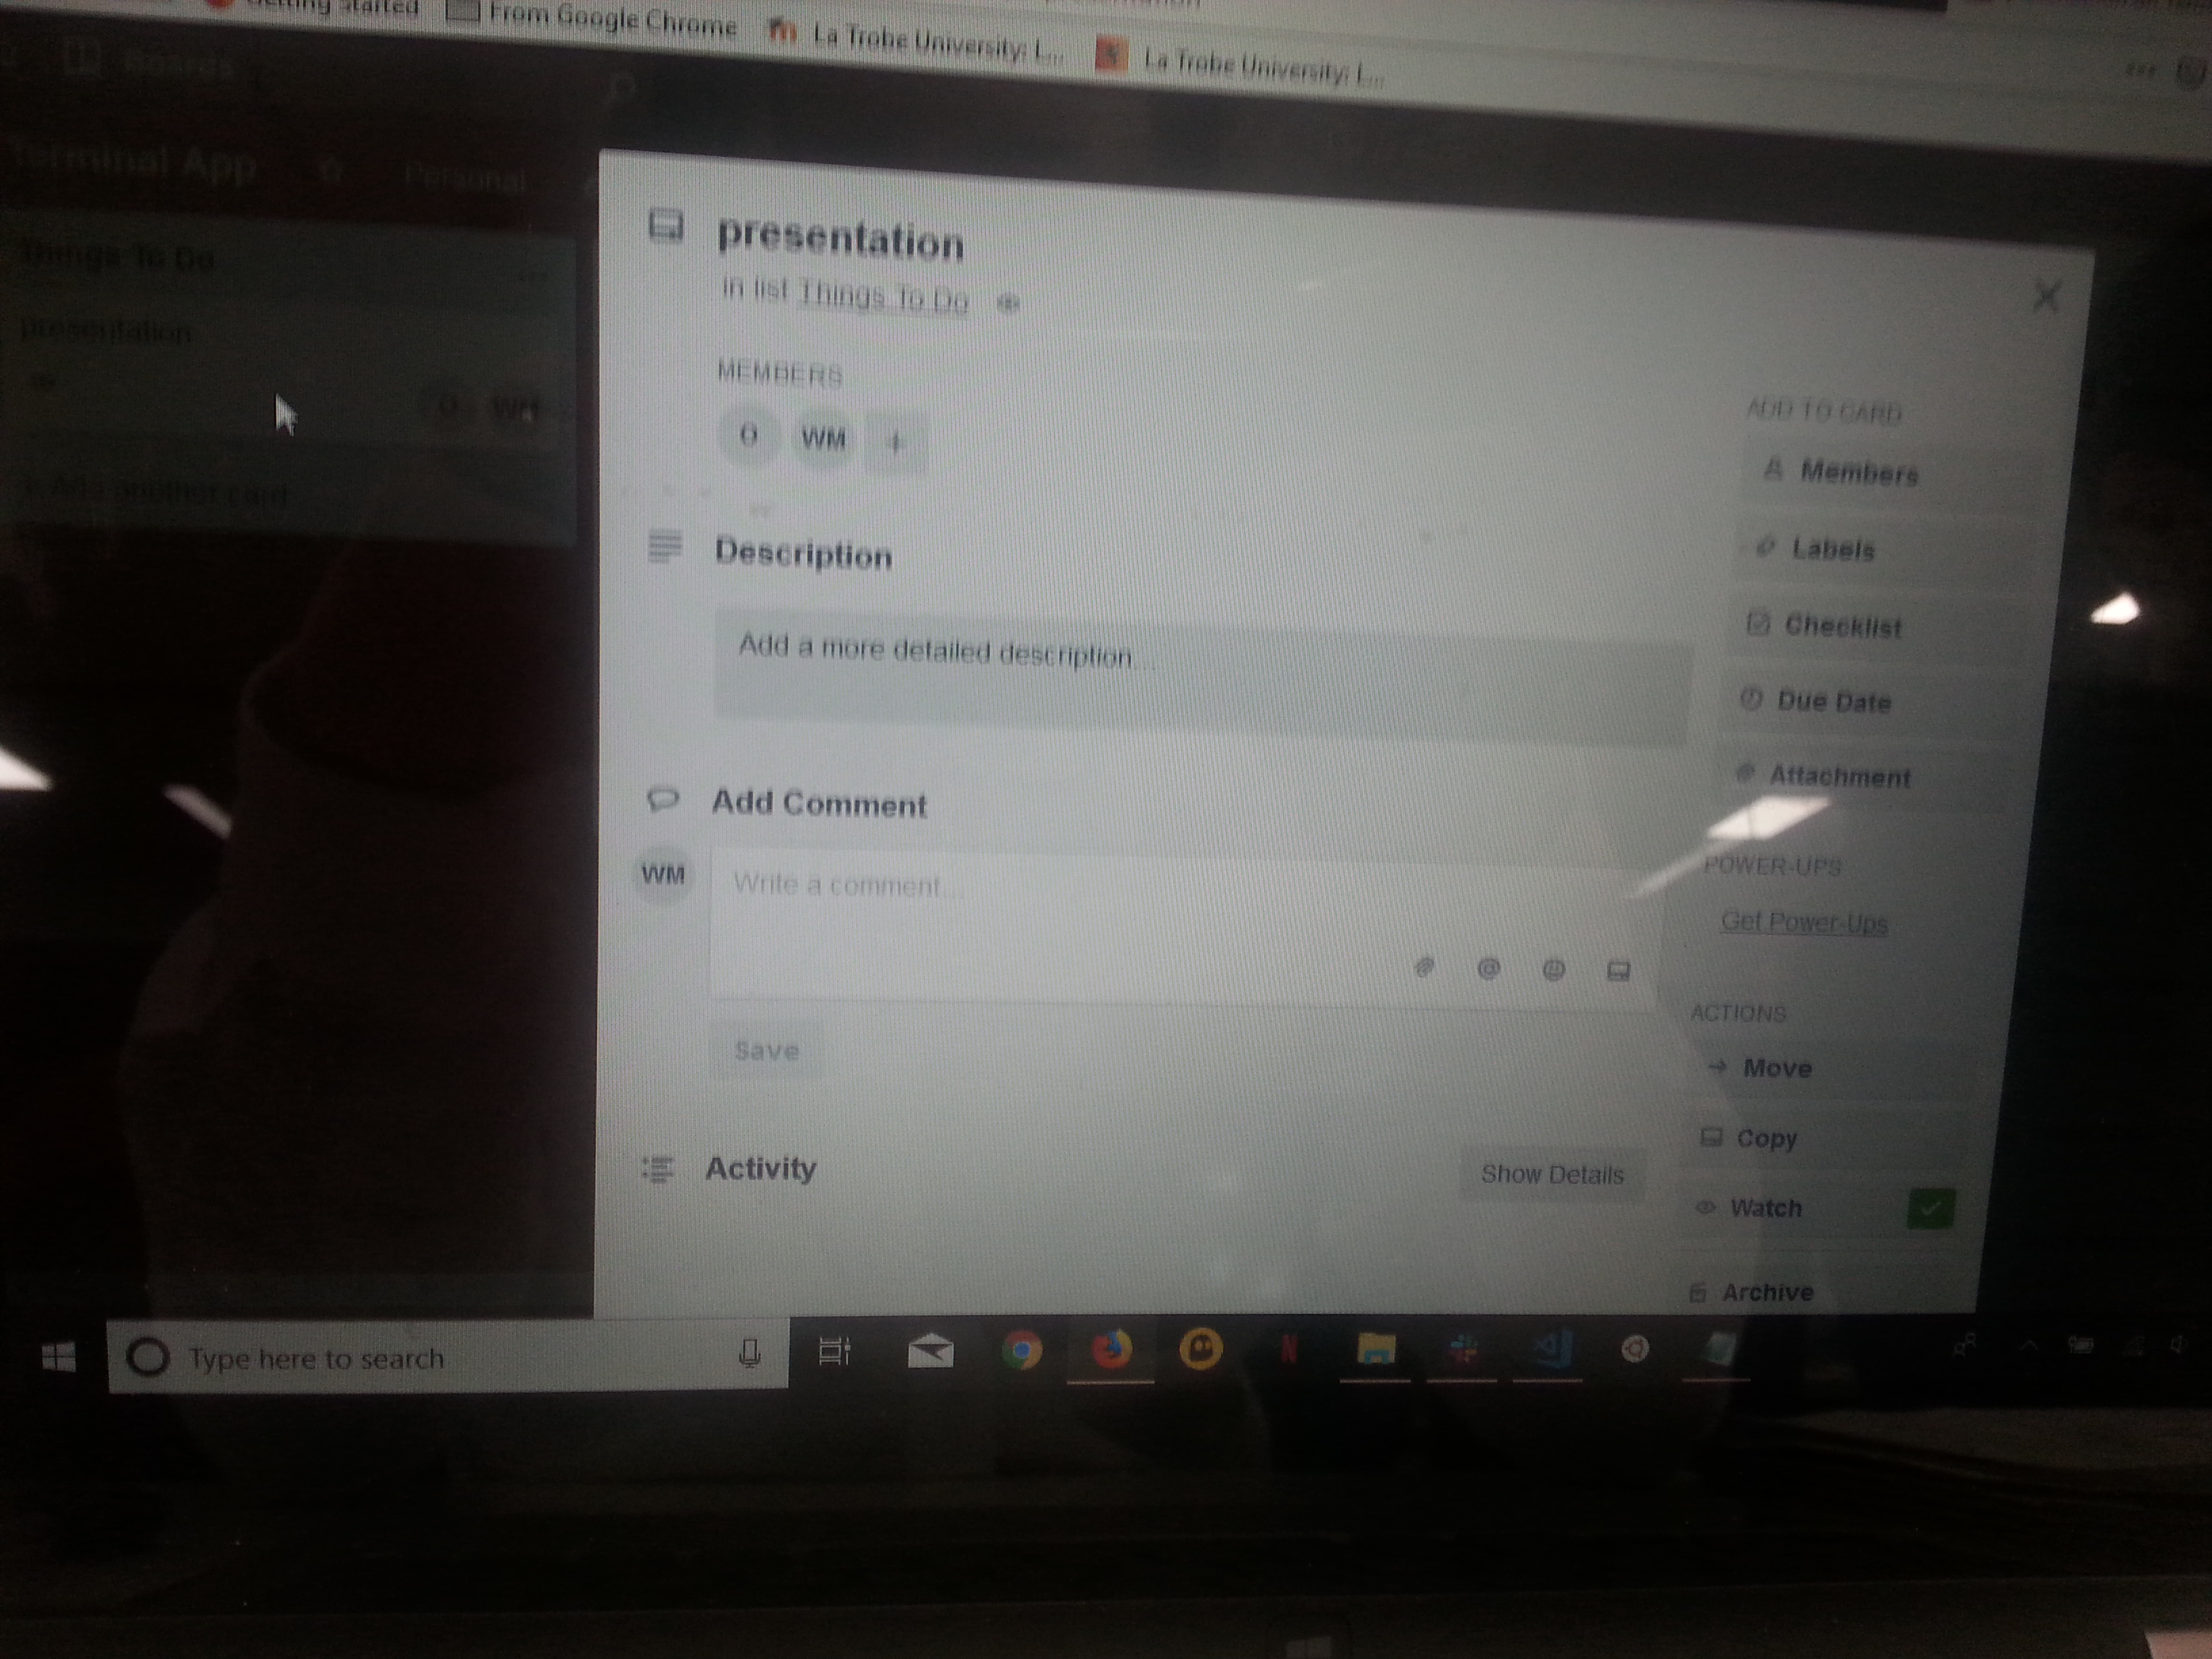 Getting Started From Google Chrome La Trobe University: L... La Trobe University: L...
Boards
Terminal App Personal
Things To Do
presentation
WM
+ Add another card
presentation
in list Things To Do
MEMBERS
WM +
Description
Add a more detailed description...
Add Comment
WM
Write a comment...
@
Save
Activity
Show Details
ADD TO CARD
Members
Labels
Checklist
Due Date
Attachment
POWER-UPS
Get Power-Ups
ACTIONS
Move
Copy
Watch
Archive
Type here to search
N